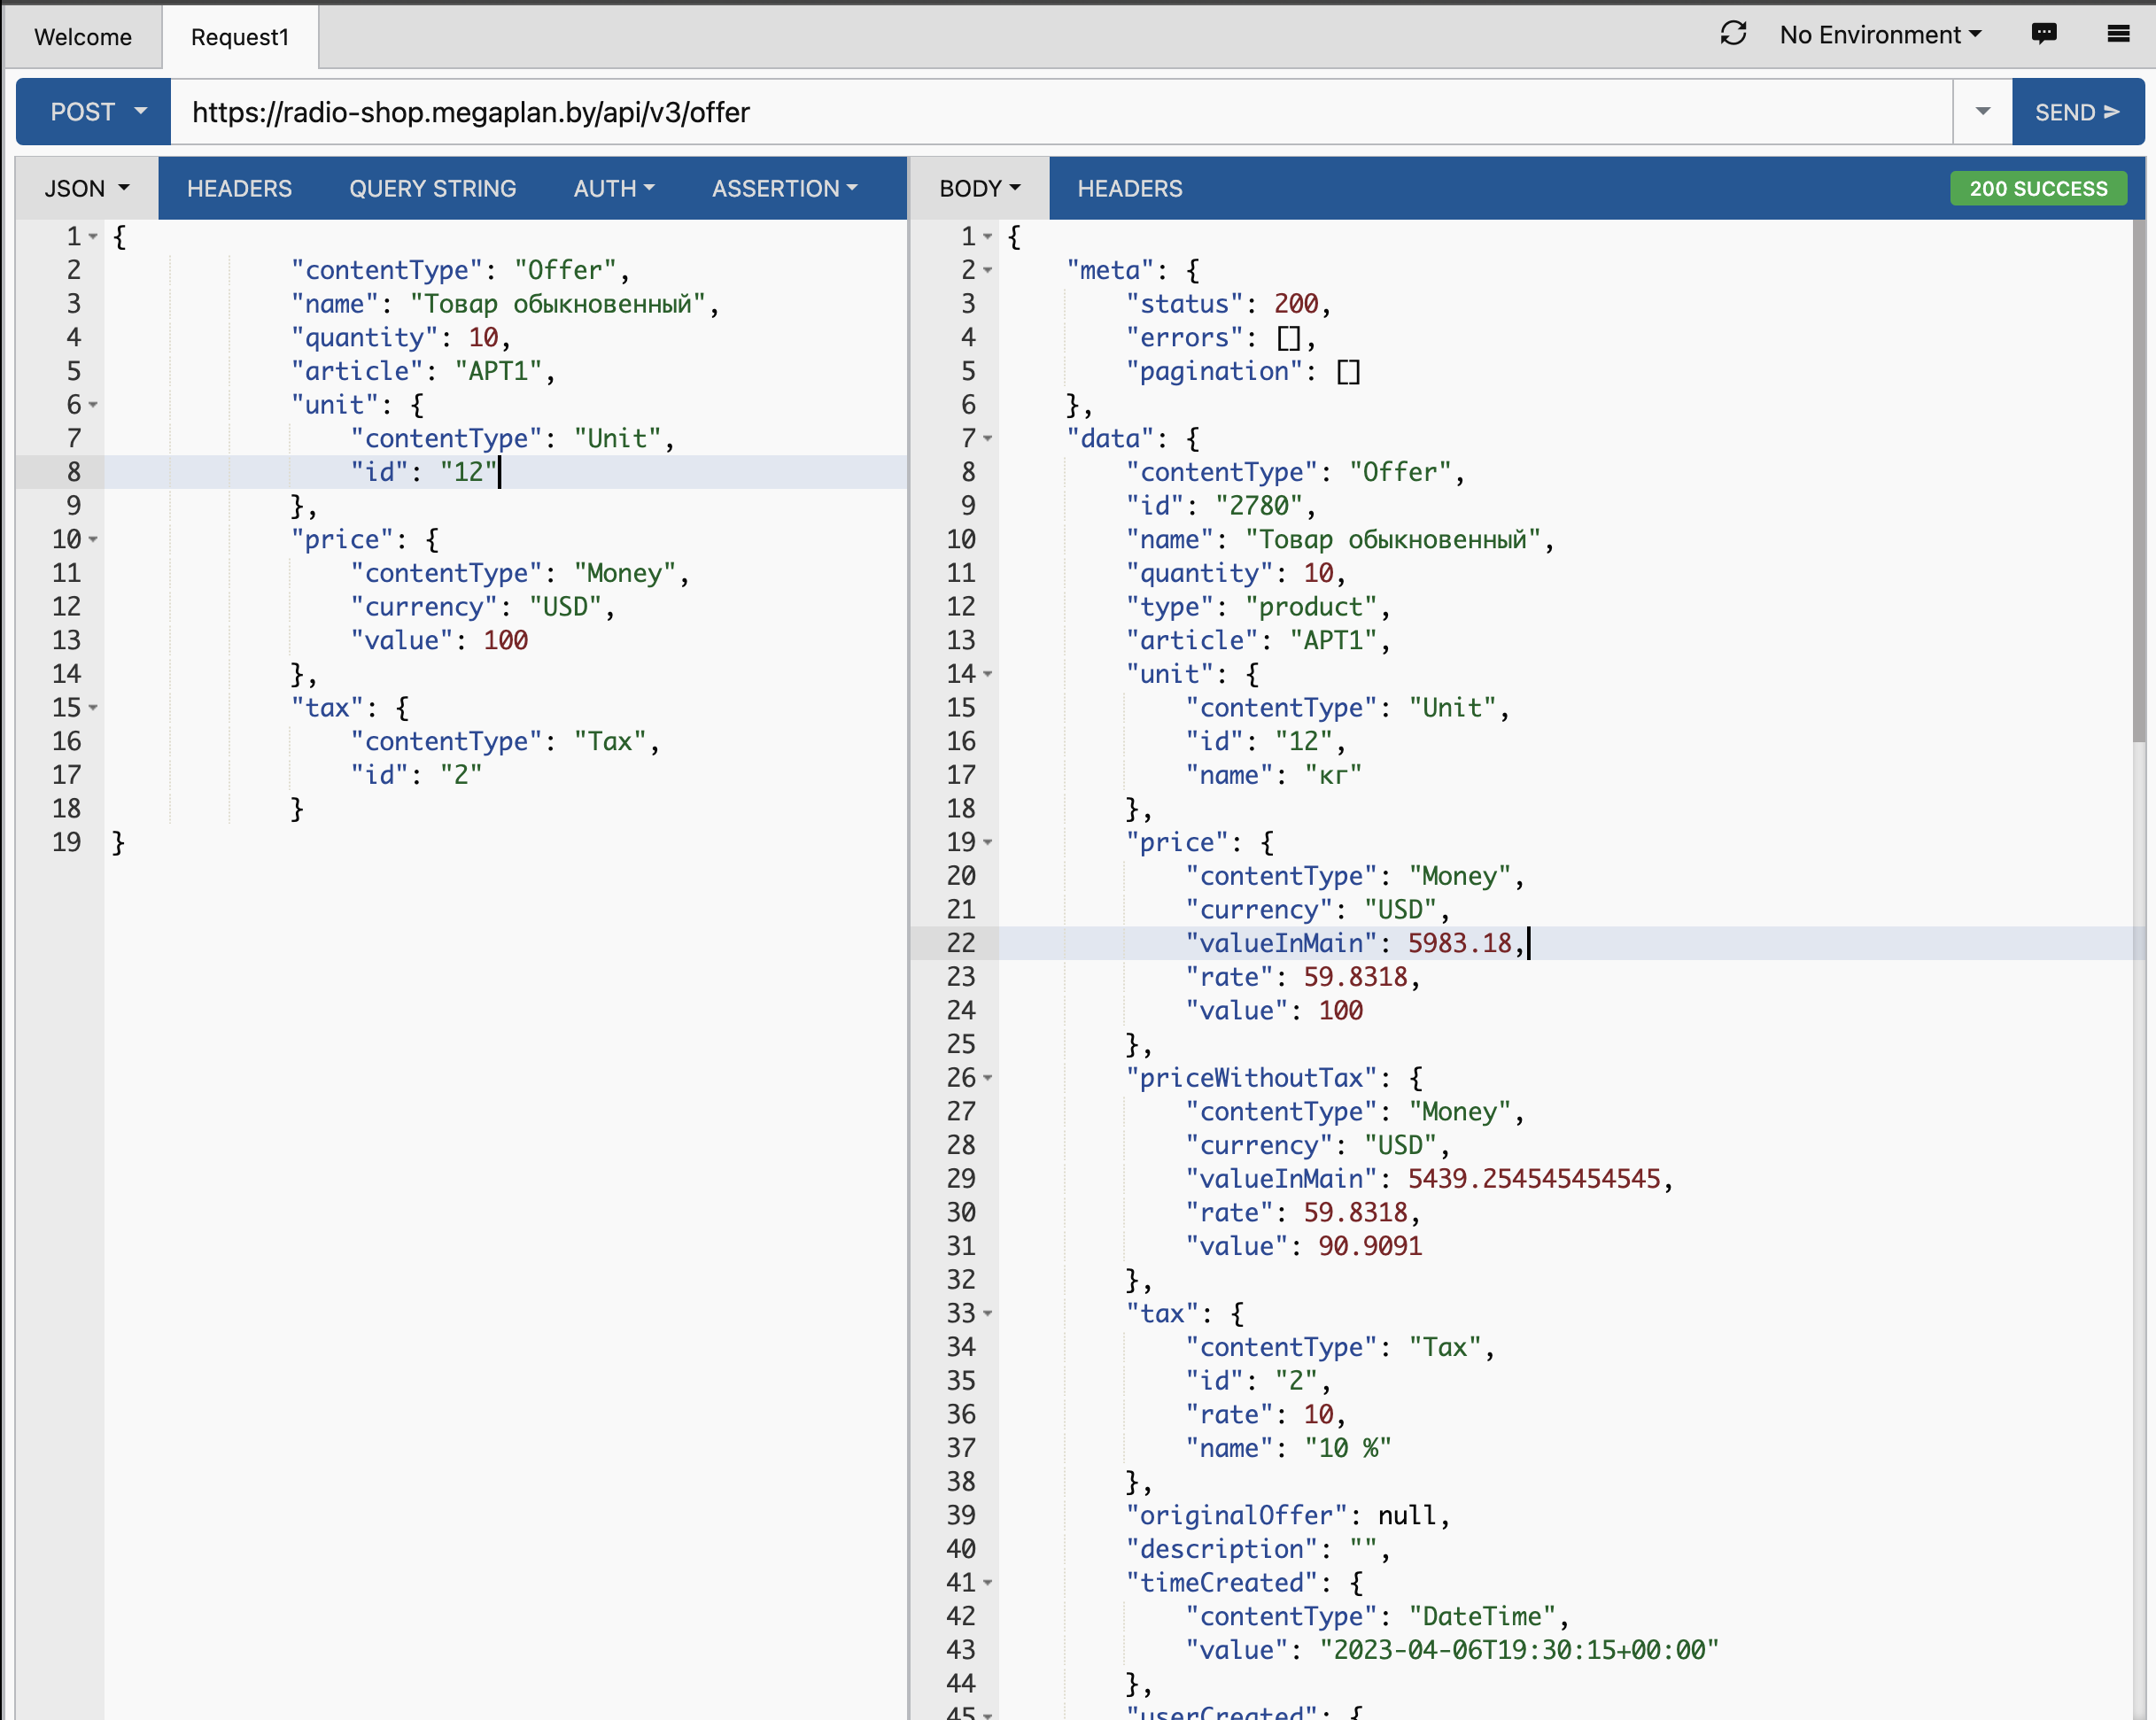 Welcome Request1 No Environment
POST https://radio-shop.megaplan.by/api/v3/offer SEND
JSON HEADERS QUERY STRING AUTH ASSERTION
1 {
2 "contentType": "Offer",
3 "name": "Товар обыкновенный",
4 "quantity": 10,
5 "article": "АРТ1",
6 "unit": {
7 "contentType": "Unit",
8 "id": "12"
9 },
10 "price": {
11 "contentType": "Money",
12 "currency": "USD",
13 "value": 100
14 },
15 "tax": {
16 "contentType": "Tax",
17 "id": "2"
18 }
19 }
BODY HEADERS 200 SUCCESS
1 {
2 "meta": {
3 "status": 200,
4 "errors": [],
5 "pagination": []
6 },
7 "data": {
8 "contentType": "Offer",
9 "id": "2780",
10 "name": "Товар обыкновенный",
11 "quantity": 10,
12 "type": "product",
13 "article": "АРТ1",
14 "unit": {
15 "contentType": "Unit",
16 "id": "12",
17 "name": "кг"
18 },
19 "price": {
20 "contentType": "Money",
21 "currency": "USD",
22 "valueInMain": 5983.18,
23 "rate": 59.8318,
24 "value": 100
25 },
26 "priceWithoutTax": {
27 "contentType": "Money",
28 "currency": "USD",
29 "valueInMain": 5439.254545454545,
30 "rate": 59.8318,
31 "value": 90.9091
32 },
33 "tax": {
34 "contentType": "Tax",
35 "id": "2",
36 "rate": 10,
37 "name": "10 %"
38 },
39 "originalOffer": null,
40 "description": "",
41 "timeCreated": {
42 "contentType": "DateTime",
43 "value": "2023-04-06T19:30:15+00:00"
44 },
45 "userCreated": {